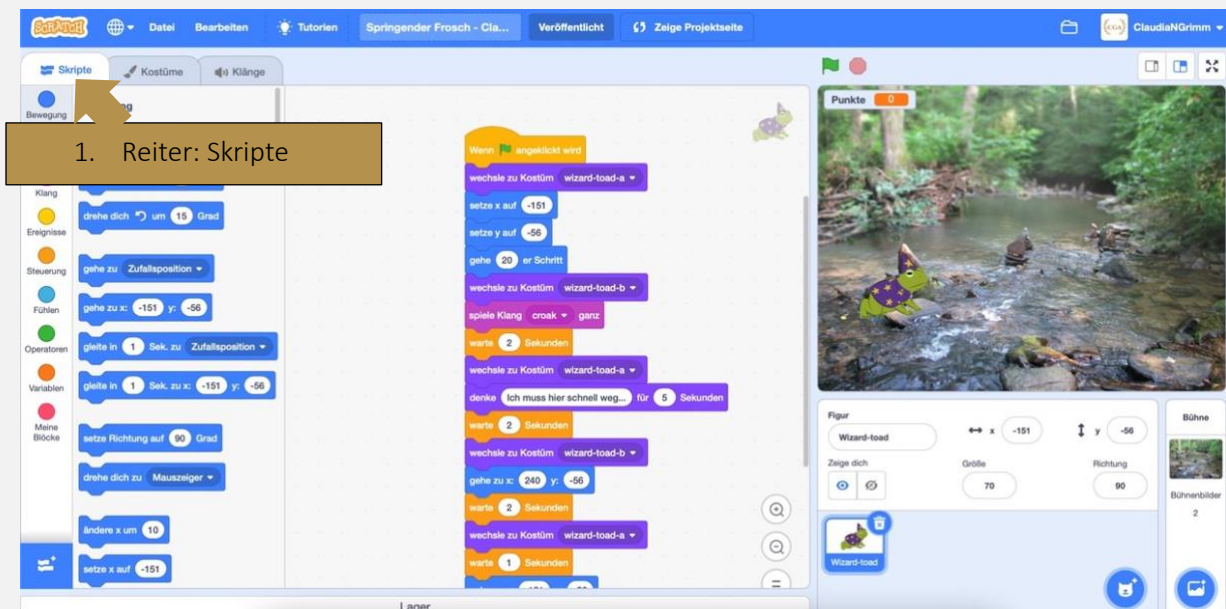 SCRATCH
Datei Bearbeiten Tutorien Springender Frosch - Cla... Veröffentlicht Zeige Projektseite ClaudiaNGrimm
Skripte Kostüme Klänge
Bewegung
1. Reiter: Skripte
Klang
Ereignisse
Steuerung
Fühlen
Operatoren
Variablen
Meine
Blöcke
drehe dich um 15 Grad
gehe zu Zufallsposition
gehe zu x: -151 y: -56
gleite in 1 Sek. zu Zufallsposition
gleite in 1 Sek. zu x: -151 y: -56
setze Richtung auf 90 Grad
drehe dich zu Mauszeiger
ändere x um 10
setze x auf -151
Wenn angeklickt wird
wechsle zu Kostüm wizard-toad-a
setze x auf -151
setze y auf -56
gehe 20 er Schritt
wechsle zu Kostüm wizard-toad-b
spiele Klang croak ganz
warte 2 Sekunden
wechsle zu Kostüm wizard-toad-a
denke Ich muss hier schnell weg... für 5 Sekunden
warte 2 Sekunden
wechsle zu Kostüm wizard-toad-b
gehe zu x: 240 y: -56
warte 2 Sekunden
wechsle zu Kostüm wizard-toad-a
warte 1 Sekunden
Lager
Punkte 0
Figur
Wizard-toad
x -151 y -56
Zeige dich Größe Richtung
70 90
Wizard-toad
Bühne
Bühnenbilder
2